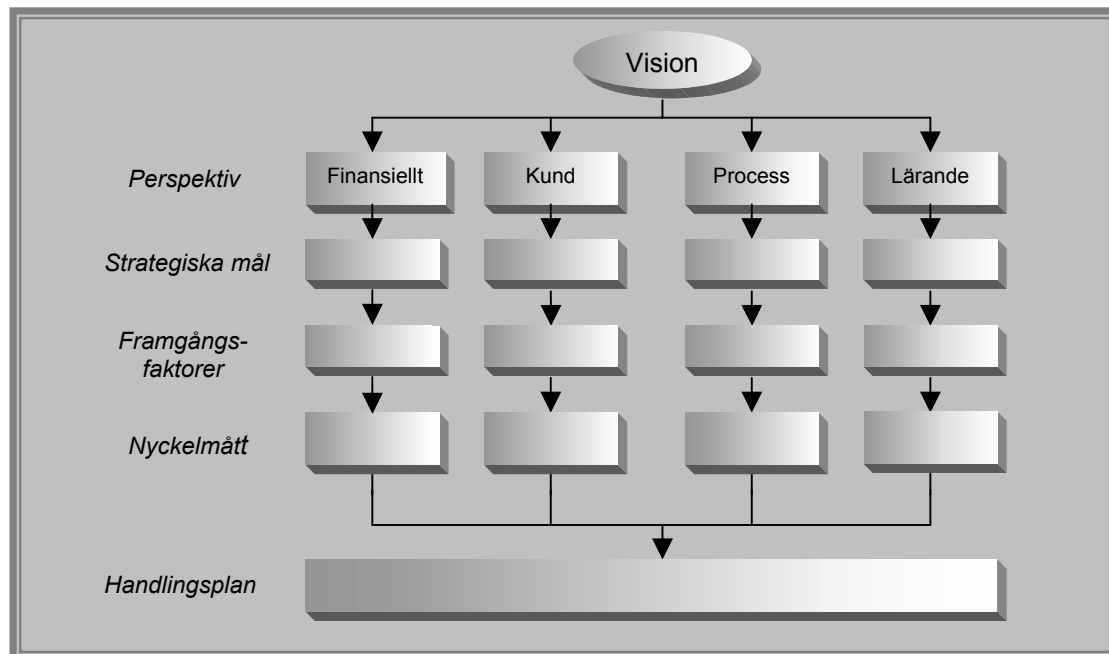 Vision
Perspektiv
Finansiellt
Kund
Process
Lärande
Strategiska mål
Framgångs-
faktorer
Nyckelmått
Handlingsplan